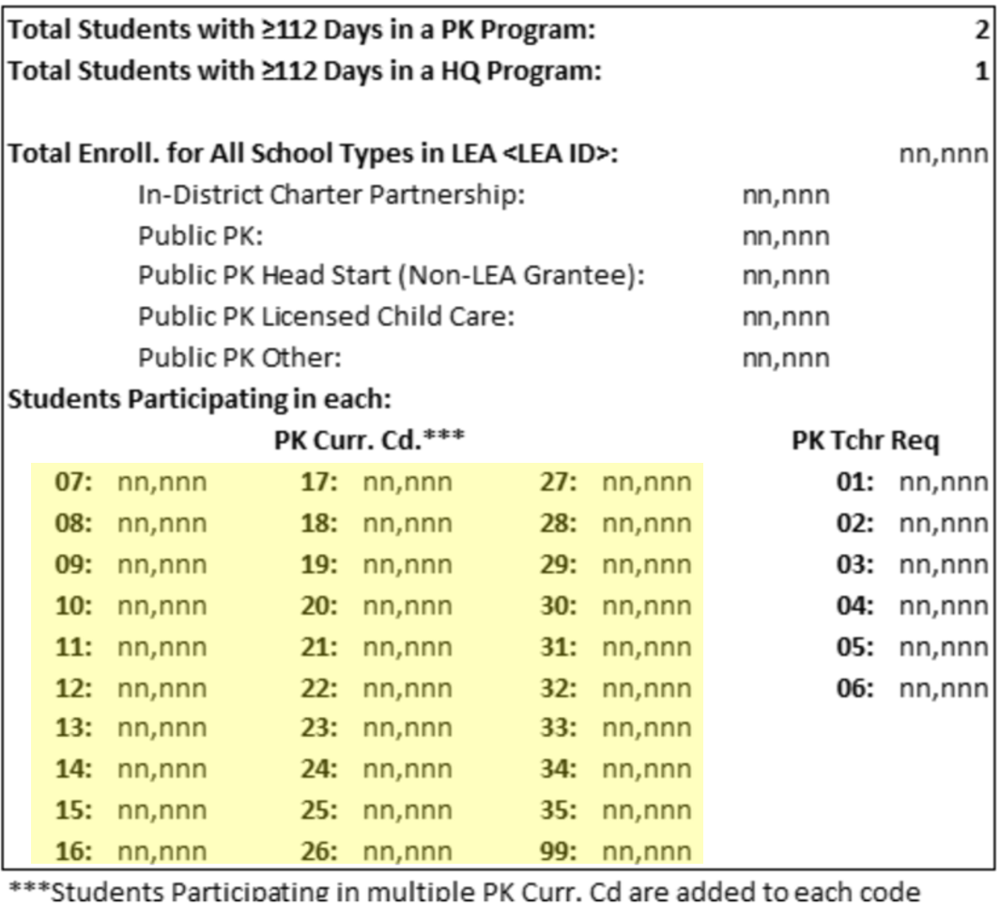 Total Students with ≥112 Days in a PK Program: 2
Total Students with ≥112 Days in a HQ Program: 1
Total Enroll. for All School Types in LEA <LEA ID>: nn,nnn
In-District Charter Partnership: nn,nnn
Public PK: nn,nnn
Public PK Head Start (Non-LEA Grantee): nn,nnn
Public PK Licensed Child Care: nn,nnn
Public PK Other: nn,nnn
Students Participating in each:
PK Curr. Cd.*** PK Tchr Req
07: nn,nnn 17: nn,nnn 27: nn,nnn 01: nn,nnn
08: nn,nnn 18: nn,nnn 28: nn,nnn 02: nn,nnn
09: nn,nnn 19: nn,nnn 29: nn,nnn 03: nn,nnn
10: nn,nnn 20: nn,nnn 30: nn,nnn 04: nn,nnn
11: nn,nnn 21: nn,nnn 31: nn,nnn 05: nn,nnn
12: nn,nnn 22: nn,nnn 32: nn,nnn 06: nn,nnn
13: nn,nnn 23: nn,nnn 33: nn,nnn
14: nn,nnn 24: nn,nnn 34: nn,nnn
15: nn,nnn 25: nn,nnn 35: nn,nnn
16: nn,nnn 26: nn,nnn 99: nn,nnn
***Students Participating in multiple PK Curr. Cd are added to each code